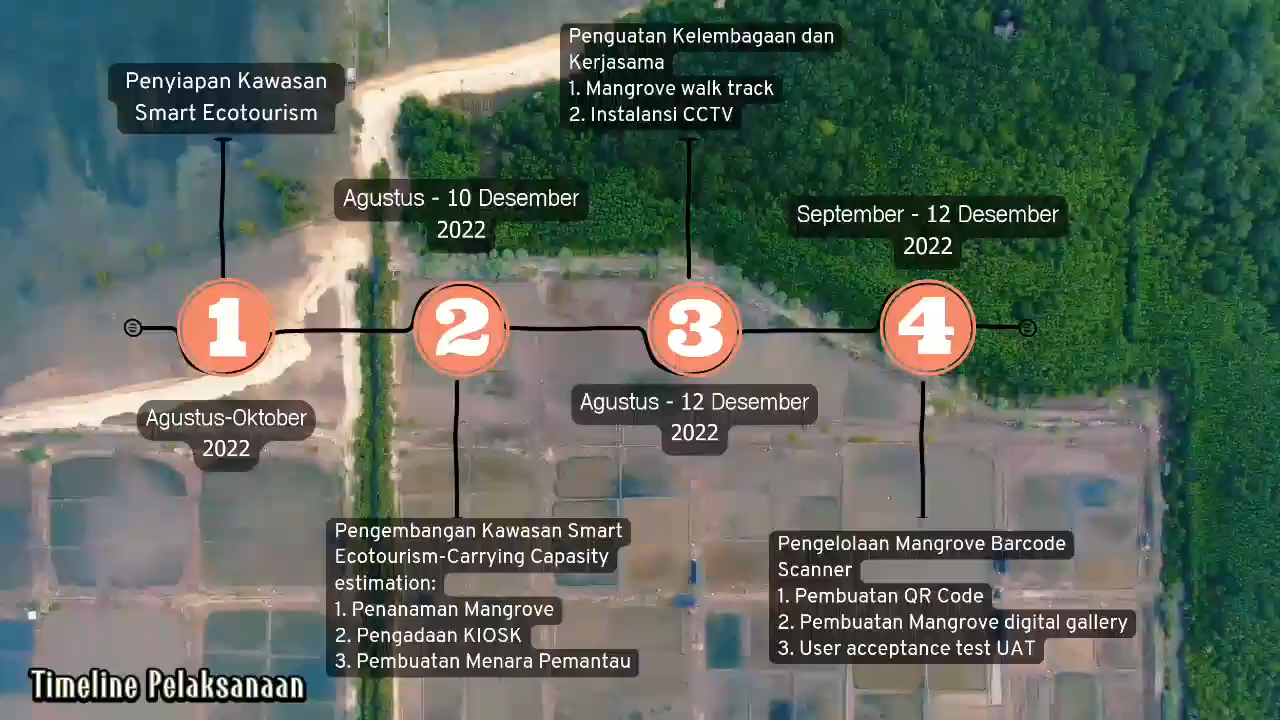 Penyiapan Kawasan
Smart Ecotourism
1
Agustus-Oktober
2022
Agustus - 10 Desember
2022
2
Pengembangan Kawasan Smart
Ecotourism-Carrying Capasity
estimation:
1. Penanaman Mangrove
2. Pengadaan KIOSK
3. Pembuatan Menara Pemantau
Penguatan Kelembagaan dan
Kerjasama
1. Mangrove walk track
2. Instalansi CCTV
3
Agustus - 12 Desember
2022
September - 12 Desember
2022
4
Pengelolaan Mangrove Barcode
Scanner
1. Pembuatan QR Code
2. Pembuatan Mangrove digital gallery
3. User acceptance test UAT
Timeline Pelaksanaan